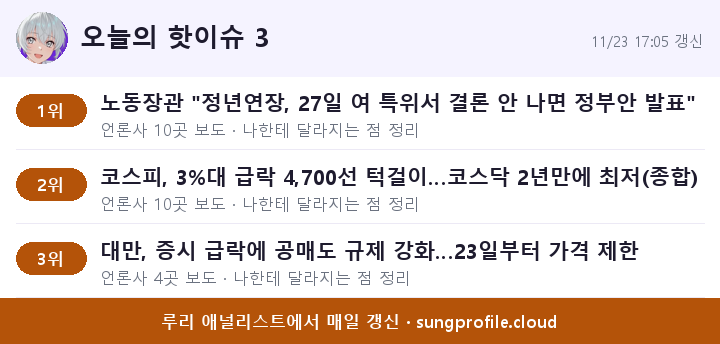 오늘의 핫이슈 3
11/23 17:05 갱신
1위
노동장관 "정년연장, 27일 여 특위서 결론 안 나면 정부안 발표"
언론사 10곳 보도 · 나한테 달라지는 점 정리
2위
코스피, 3%대 급락 4,700선 턱걸이…코스닥 2년만에 최저(종합)
언론사 10곳 보도 · 나한테 달라지는 점 정리
3위
대만, 증시 급락에 공매도 규제 강화…23일부터 가격 제한
언론사 4곳 보도 · 나한테 달라지는 점 정리
루리 애널리스트에서 매일 갱신 · sungprofile.cloud